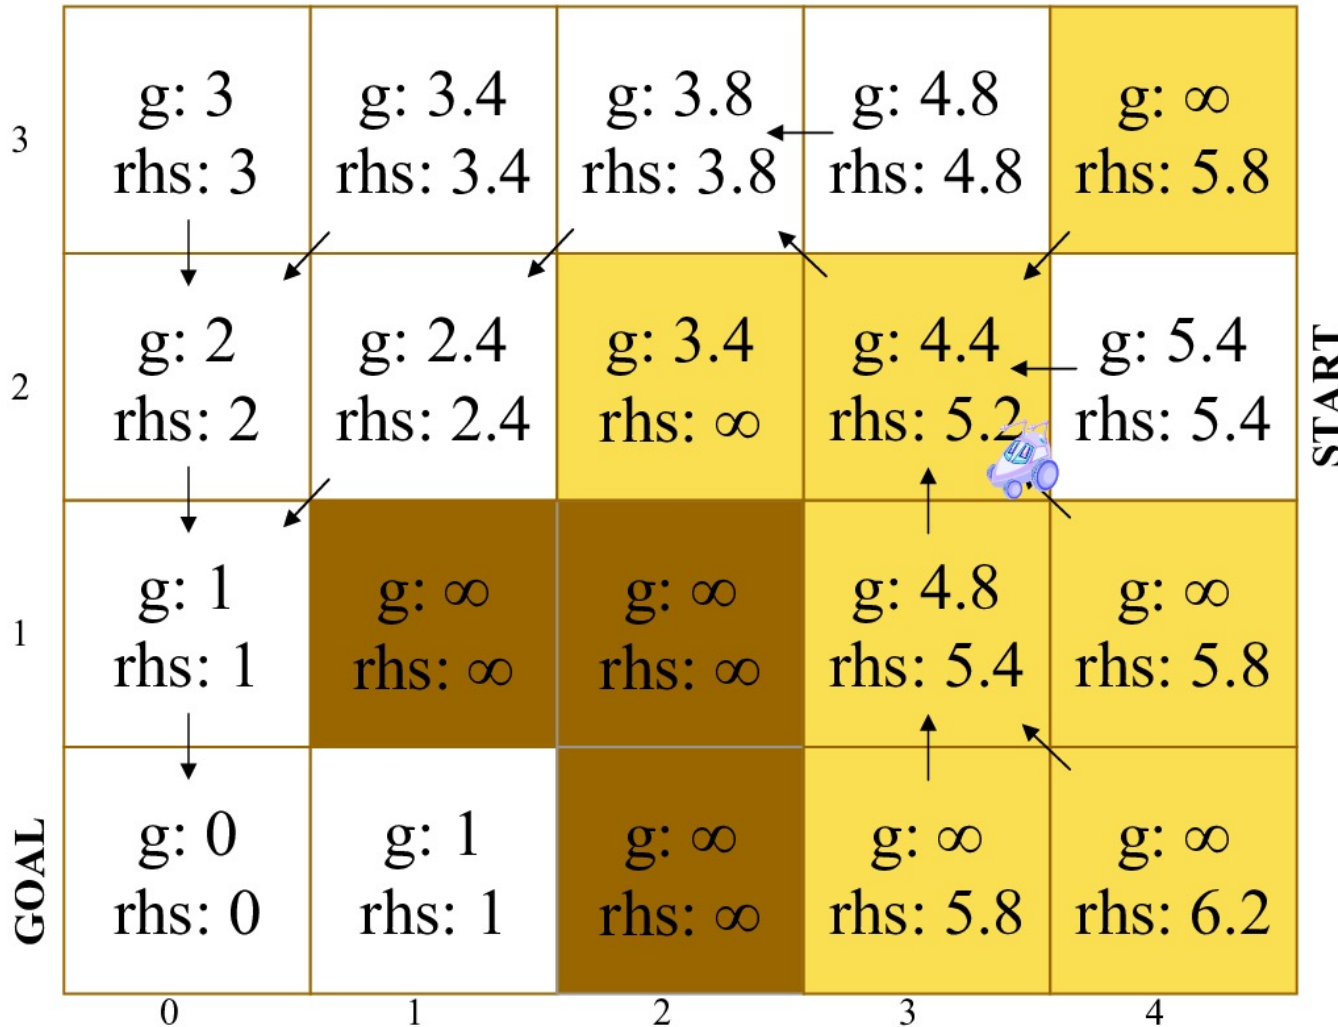 3
g: 3
rhs: 3
g: 3.4
rhs: 3.4
g: 3.8
rhs: 3.8
g: 4.8
rhs: 4.8
g: ∞
rhs: 5.8
2
g: 2
rhs: 2
g: 2.4
rhs: 2.4
g: 3.4
rhs: ∞
g: 4.4
rhs: 5.2
g: 5.4
rhs: 5.4
START
1
g: 1
rhs: 1
g: ∞
rhs: ∞
g: ∞
rhs: ∞
g: 4.8
rhs: 5.4
g: ∞
rhs: 5.8
GOAL
g: 0
rhs: 0
g: 1
rhs: 1
g: ∞
rhs: ∞
g: ∞
rhs: 5.8
g: ∞
rhs: 6.2
0 1 2 3 4